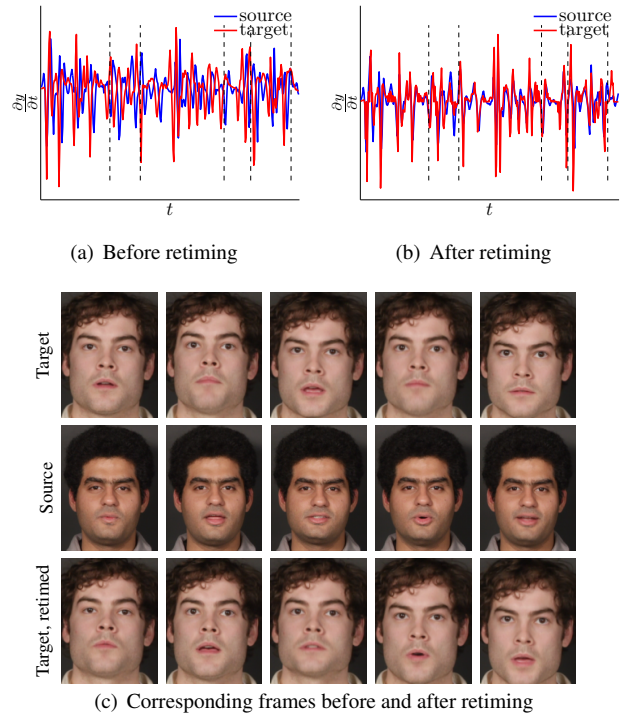 source
target
∂y
∂t
t
(a) Before retiming
source
target
∂y
∂t
t
(b) After retiming
Target
Source
Target, retimed
(c) Corresponding frames before and after retiming